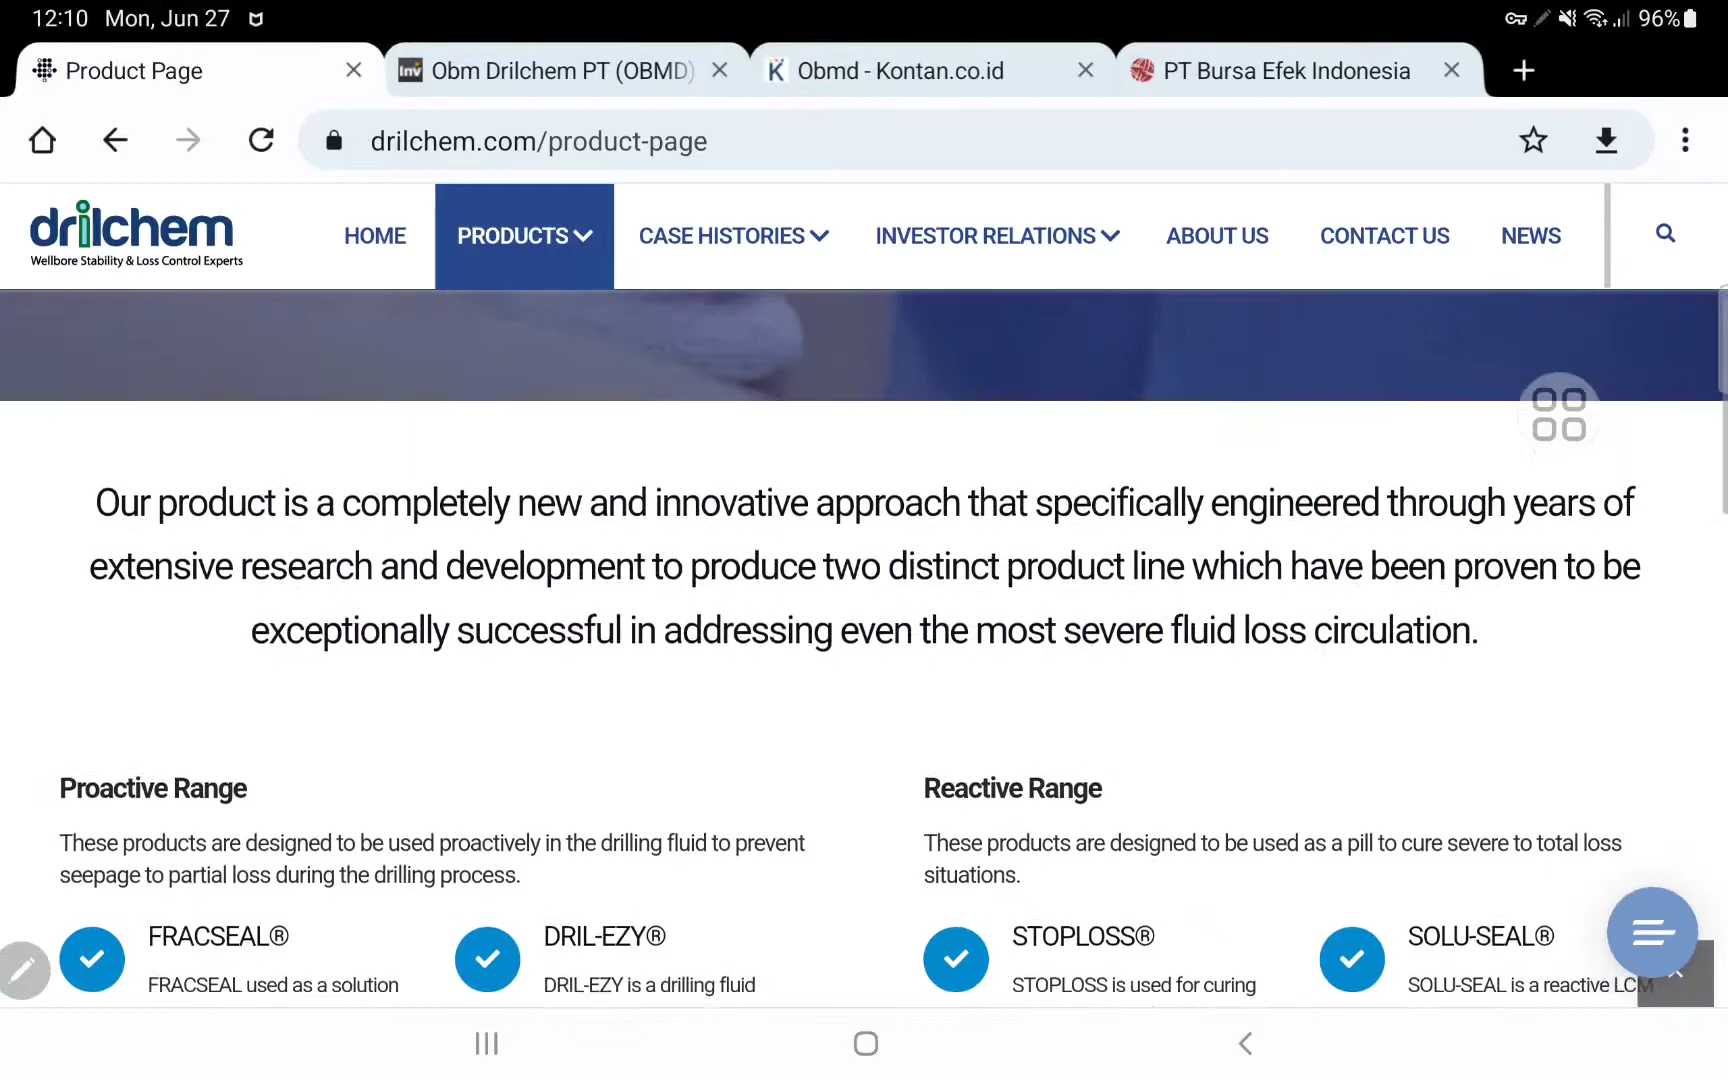 12:10 Mon, Jun 27 96%
Product Page
Obm Drilchem PT (OBMD)
Obmd - Kontan.co.id
PT Bursa Efek Indonesia
drilchem.com/product-page
drilchem
Wellbore Stability & Loss Control Experts
HOME
PRODUCTS
CASE HISTORIES
INVESTOR RELATIONS
ABOUT US
CONTACT US
NEWS
Our product is a completely new and innovative approach that specifically engineered through years of
extensive research and development to produce two distinct product line which have been proven to be
exceptionally successful in addressing even the most severe fluid loss circulation.
Proactive Range
These products are designed to be used proactively in the drilling fluid to prevent
seepage to partial loss during the drilling process.
FRACSEAL®
FRACSEAL used as a solution
DRIL-EZY®
DRIL-EZY is a drilling fluid
Reactive Range
These products are designed to be used as a pill to cure severe to total loss
situations.
STOPLOSS®
STOPLOSS is used for curing
SOLU-SEAL®
SOLU-SEAL is a reactive LCM